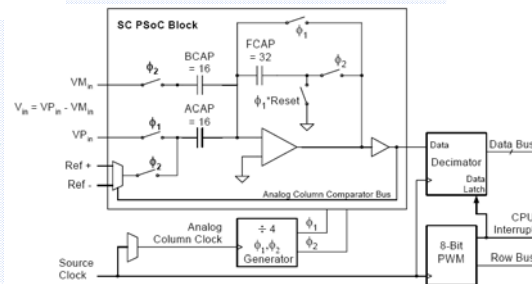 SC PSoC Block
ϕ1
BCAP
= 16
FCAP
= 32
ϕ2
VMin
ϕ2
ϕ1*Reset
ACAP
= 16
Vin = VPin - VMin
ϕ1
VPin
Ref +
Ref -
ϕ2
Analog Column Comparator Bus
Data
Decimator
Data
Latch
Data Bus
CPU
Interrupt
Analog
Column Clock
÷ 4
ϕ1,ϕ2
Generator
ϕ1
ϕ2
8-Bit
PWM
Row Bus
Source
Clock